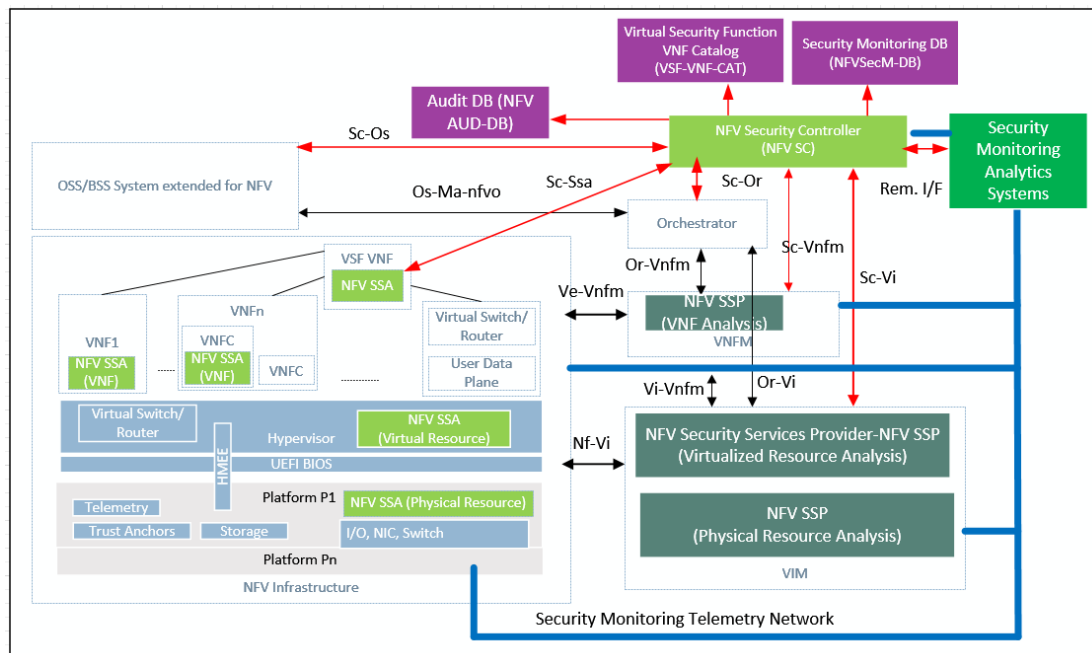 Virtual Security Function
VNF Catalog
(VSF-VNF-CAT)
Security Monitoring DB
(NFVSecM-DB)
Audit DB (NFV
AUD-DB)
Sc-Os
NFV Security Controller
(NFV SC)
Security
Monitoring
Analytics
Systems
OSS/BSS System extended for NFV
Os-Ma-nfvo
Sc-Ssa
Sc-Or
Rem. I/F
Orchestrator
Sc-Vnfm
Sc-Vi
VSF VNF
NFV SSA
Or-Vnfm
Ve-Vnfm
NFV SSP
(VNF Analysis)
VNFM
VNFn
VNF1
NFV SSA
(VNF)
VNFC
NFV SSA
(VNF)
VNFC
......
........
Virtual Switch/
Router
User Data
Plane
Vi-Vnfm
Or-Vi
Virtual Switch/
Router
Hypervisor
NFV SSA
(Virtual Resource)
UEFI BIOS
HMEE
Nf-Vi
NFV Security Services Provider-NFV SSP
(Virtualized Resource Analysis)
Platform P1
NFV SSA (Physical Resource)
Telemetry
Trust Anchors
Storage
I/O, NIC, Switch
NFV SSP
(Physical Resource Analysis)
Platform Pn
VIM
NFV Infrastructure
Security Monitoring Telemetry Network